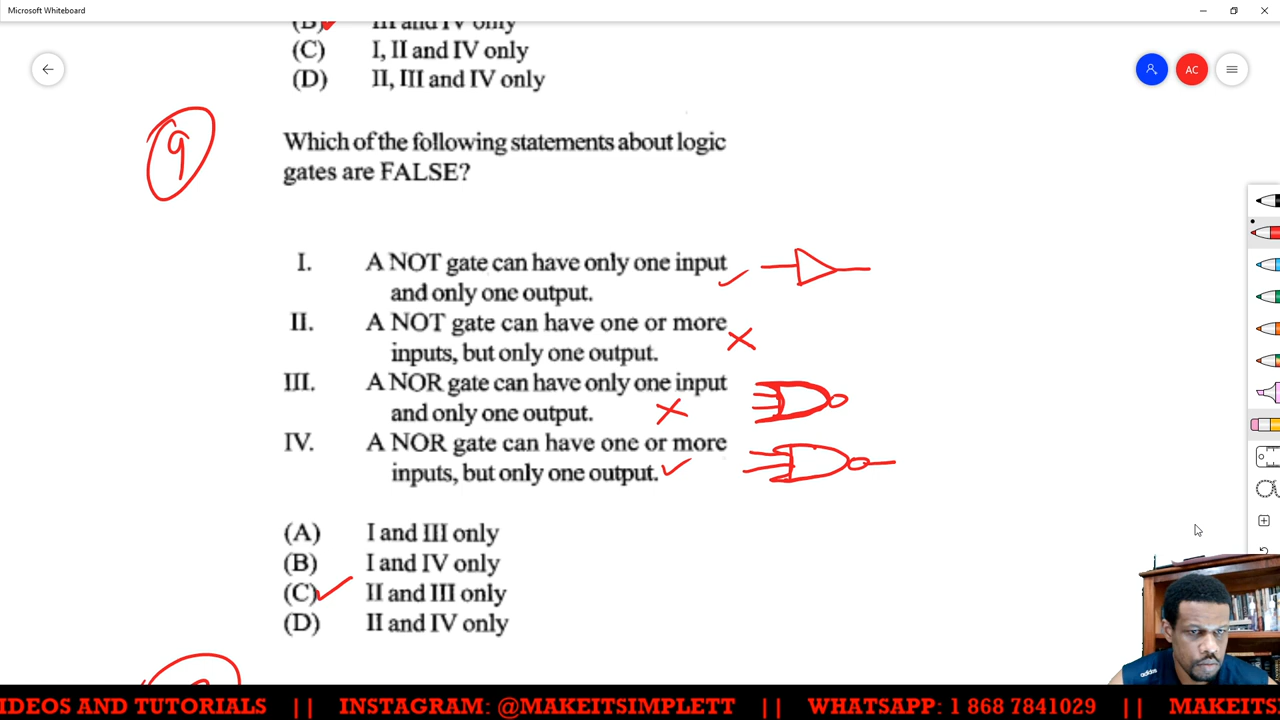 Microsoft Whiteboard
(B) III and IV only
(C) I, II and IV only
(D) II, III and IV only
AC
9
Which of the following statements about logic
gates are FALSE?
I. A NOT gate can have only one input
and only one output.
II. A NOT gate can have one or more
inputs, but only one output.
III. A NOR gate can have only one input
and only one output.
IV. A NOR gate can have one or more
inputs, but only one output.
(A) I and III only
(B) I and IV only
(C) II and III only
(D) II and IV only
adidas
IDEOS AND TUTORIALS || INSTAGRAM: @MAKEITSIMPLETT || WHATSAPP: 1 868 7841029 || MAKEITS